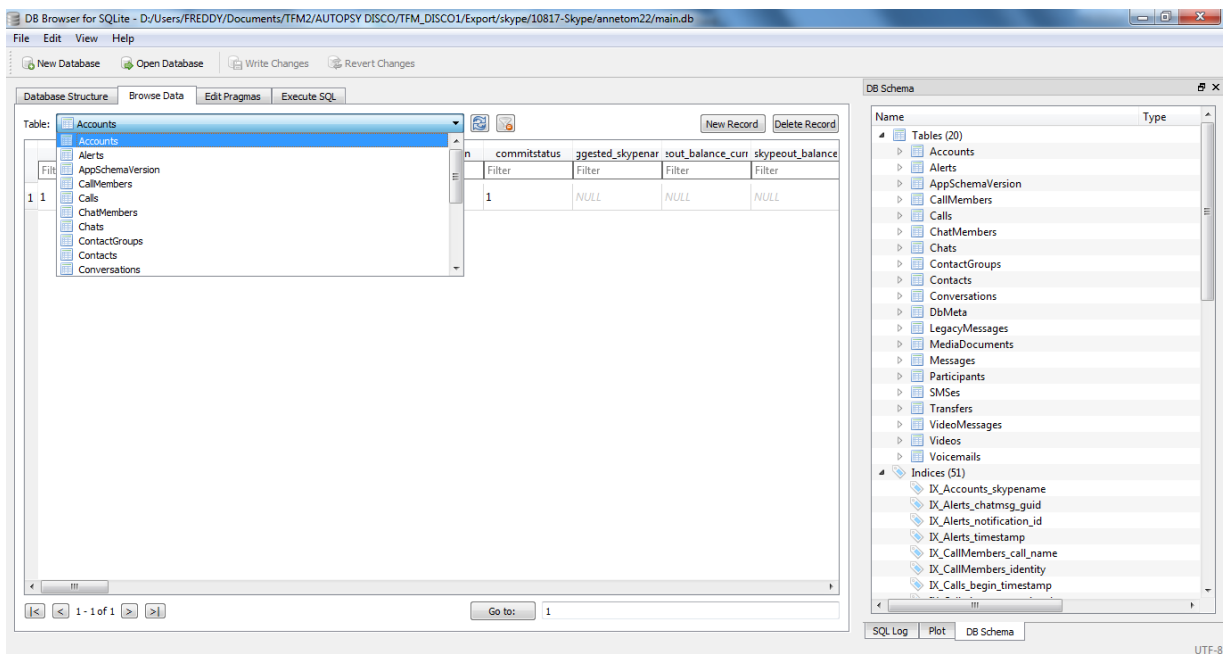 DB Browser for SQLite - D:/Users/FREDDY/Documents/TFM2/AUTOPSY DISCO/TFM_DISCO1/Export/skype/10817-Skype/annetom22/main.db
File Edit View Help
New Database Open Database Write Changes Revert Changes
Database Structure Browse Data Edit Pragmas Execute SQL
Table: Accounts New Record Delete Record
Accounts
Alerts
AppSchemaVersion
CallMembers
Calls
ChatMembers
Chats
ContactGroups
Contacts
Conversations
n commitstatus ggested_skypenar eout_balance_curr skypeout_balance
Filt Filter Filter Filter Filter
1 1 1 NULL NULL NULL
1 - 1 of 1 Go to: 1
DB Schema
Name Type
Tables (20)
Accounts
Alerts
AppSchemaVersion
CallMembers
Calls
ChatMembers
Chats
ContactGroups
Contacts
Conversations
DbMeta
LegacyMessages
MediaDocuments
Messages
Participants
SMSes
Transfers
VideoMessages
Videos
Voicemails
Indices (51)
IX_Accounts_skypename
IX_Alerts_chatmsg_guid
IX_Alerts_notification_id
IX_Alerts_timestamp
IX_CallMembers_call_name
IX_CallMembers_identity
IX_Calls_begin_timestamp
SQL Log Plot DB Schema
UTF-8